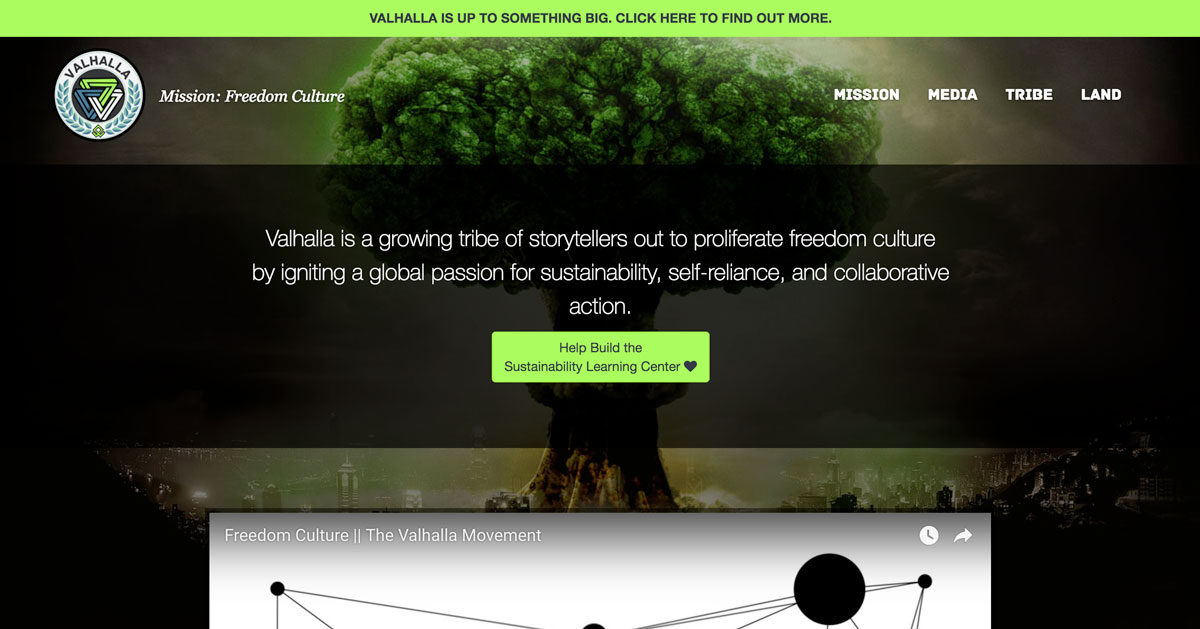 VALHALLA IS UP TO SOMETHING BIG. CLICK HERE TO FIND OUT MORE.
VALHALLA
Mission: Freedom Culture
MISSION MEDIA TRIBE LAND
Valhalla is a growing tribe of storytellers out to proliferate freedom culture
by igniting a global passion for sustainability, self-reliance, and collaborative
action.
Help Build the
Sustainability Learning Center
Freedom Culture || The Valhalla Movement